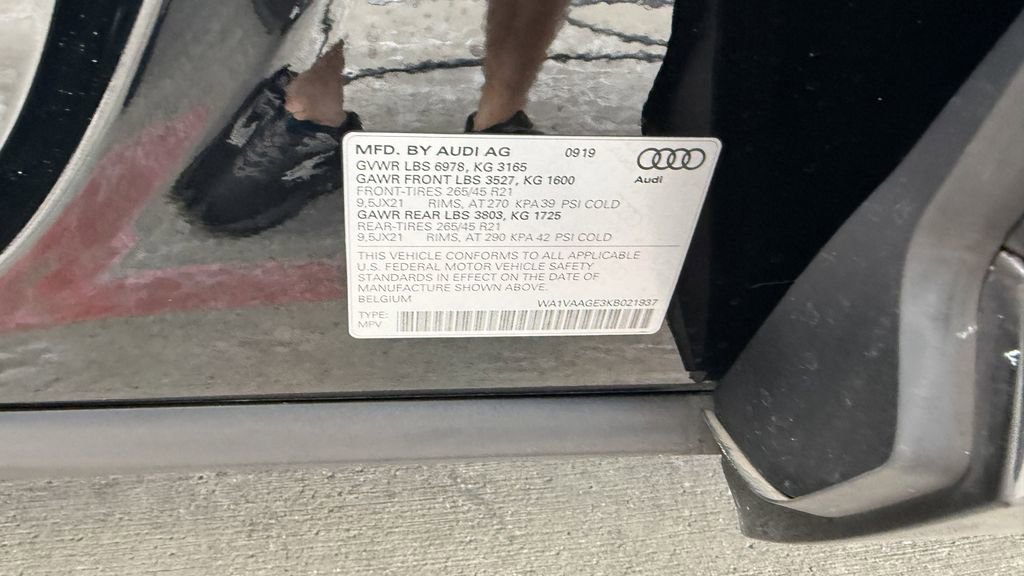 MFD. BY AUDI AG 09 19
GVWR LBS 6978, KG 3165
GAWR FRONT LBS 3527, KG 1600
FRONT-TIRES 265/45 R21
9,5JX21 RIMS, AT 270 KPA 39 PSI COLD
GAWR REAR LBS 3803, KG 1725
REAR-TIRES 265/45 R21
9,5JX21 RIMS, AT 290 KPA 42 PSI COLD
Audi
THIS VEHICLE CONFORMS TO ALL APPLICABLE
U.S. FEDERAL MOTOR VEHICLE SAFETY
STANDARDS IN EFFECT ON THE DATE OF
MANUFACTURE SHOWN ABOVE.
BELGIUM WA1VAAGE3KB021937
TYPE:
MPV